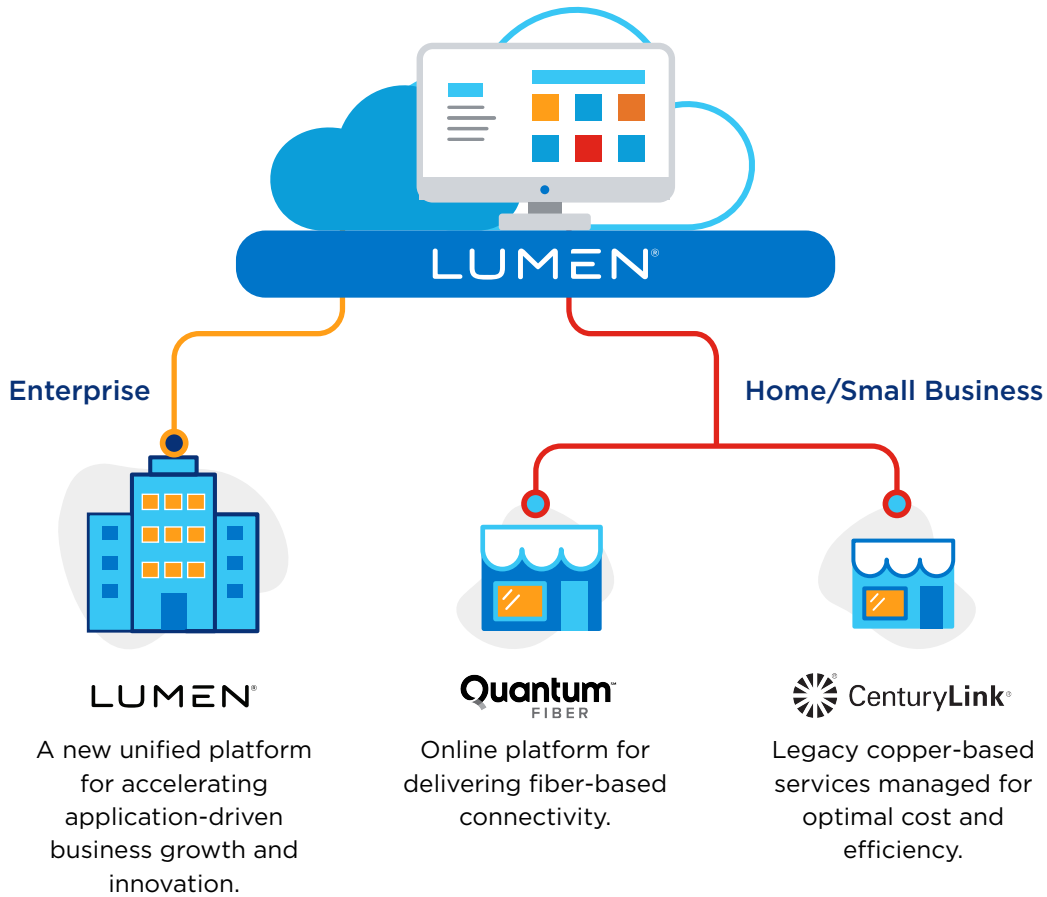 LUMEN®
Enterprise
Home/Small Business
LUMEN®
A new unified platform
for accelerating
application-driven
business growth and
innovation.
Quantum℠
FIBER
Online platform for
delivering fiber-based
connectivity.
CenturyLink®
Legacy copper-based
services managed for
optimal cost and
efficiency.